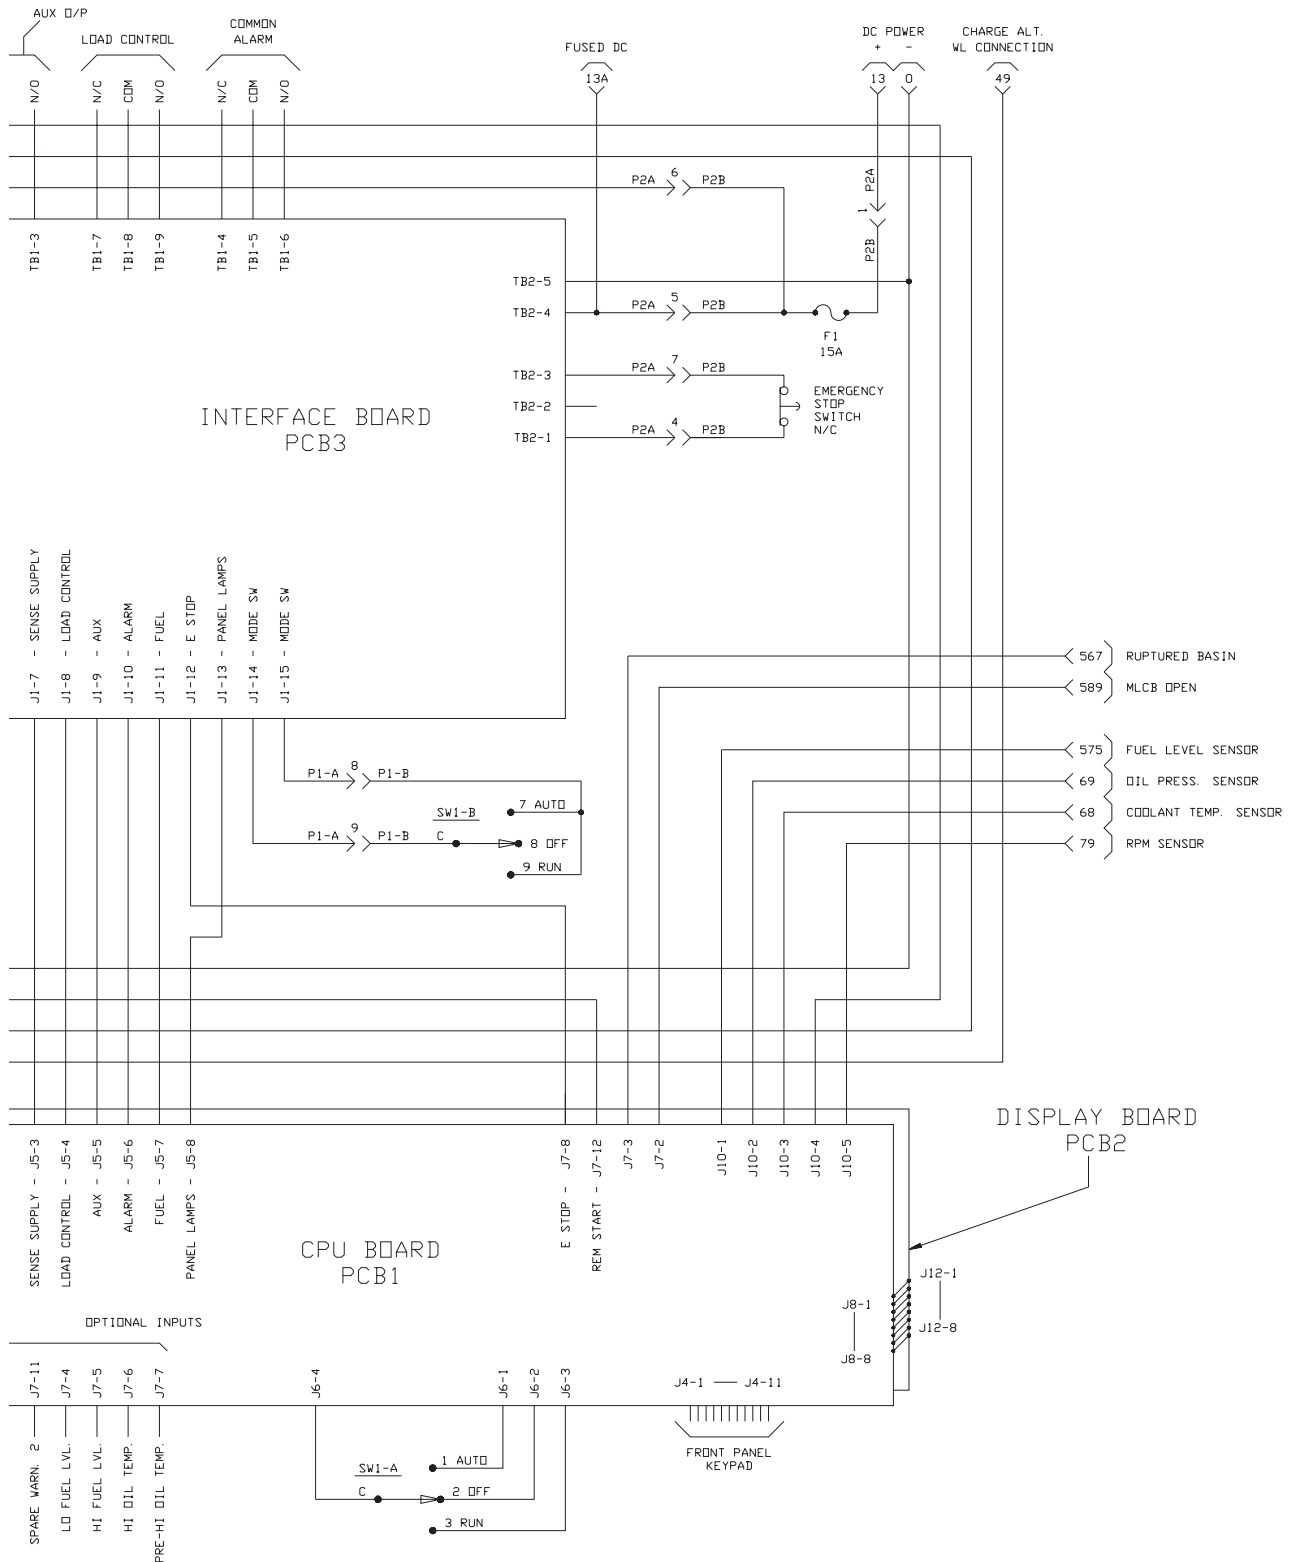 AUX O/P
LOAD CONTROL
COMMON
ALARM
FUSED DC
DC POWER
+ -
CHARGE ALT.
WL CONNECTION
13A
13
0
49
N/O
N/C
COM
N/O
N/C
COM
N/O
P2A 6 P2B
P2A
1
P2B
TB1-3
TB1-7
TB1-8
TB1-9
TB1-4
TB1-5
TB1-6
TB2-5
TB2-4
P2A 5 P2B
F1
15A
TB2-3
P2A 7 P2B
TB2-2
TB2-1
P2A 4 P2B
EMERGENCY
STOP
SWITCH
N/C
INTERFACE BOARD
PCB3
J1-7 - SENSE SUPPLY
J1-8 - LOAD CONTROL
J1-9 - AUX
J1-10 - ALARM
J1-11 - FUEL
J1-12 - E STOP
J1-13 - PANEL LAMPS
J1-14 - MODE SW
J1-15 - MODE SW
567 RUPTURED BASIN
589 MLCB OPEN
575 FUEL LEVEL SENSOR
69 OIL PRESS. SENSOR
68 COOLANT TEMP. SENSOR
79 RPM SENSOR
P1-A 8 P1-B
7 AUTO
SW1-B
P1-A 9 P1-B
C
8 OFF
9 RUN
DISPLAY BOARD
PCB2
SENSE SUPPLY - J5-3
LOAD CONTROL - J5-4
AUX - J5-5
ALARM - J5-6
FUEL - J5-7
PANEL LAMPS - J5-8
E STOP - J7-8
REM START - J7-12
J7-3
J7-2
J10-1
J10-2
J10-3
J10-4
J10-5
CPU BOARD
PCB1
J12-1
J8-1
J12-8
J8-8
OPTIONAL INPUTS
J7-11
J7-4
J7-5
J7-6
J7-7
J6-4
J6-1
J6-2
J6-3
J4-1
J4-11
FRONT PANEL
KEYPAD
SPARE WARN. 2
LO FUEL LVL.
HI FUEL LVL.
HI OIL TEMP.
PRE-HI OIL TEMP.
SW1-A
C
1 AUTO
2 OFF
3 RUN